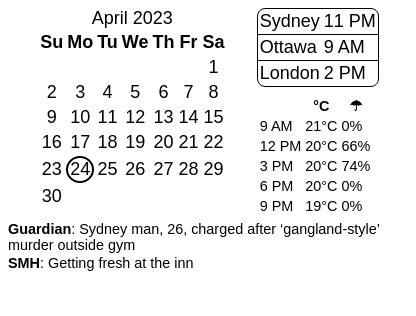 April 2023
Su Mo Tu We Th Fr Sa
1
2 3 4 5 6 7 8
9 10 11 12 13 14 15
16 17 18 19 20 21 22
23 24 25 26 27 28 29
30
Sydney 11 PM
Ottawa 9 AM
London 2 PM
°C ☂
9 AM 21°C 0%
12 PM 20°C 66%
3 PM 20°C 74%
6 PM 20°C 0%
9 PM 19°C 0%
Guardian: Sydney man, 26, charged after ‘gangland-style’
murder outside gym
SMH: Getting fresh at the inn